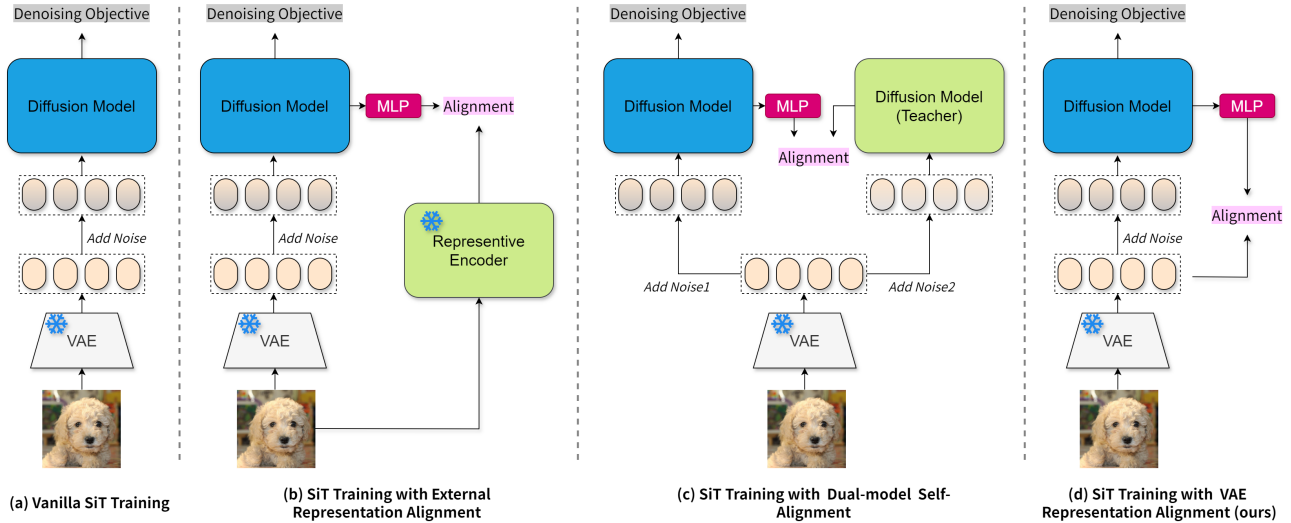 Denoising Objective
Diffusion Model
Add Noise
VAE
(a) Vanilla SiT Training
Denoising Objective
Diffusion Model
MLP
Alignment
Add Noise
Representive
Encoder
VAE
(b) SiT Training with External
Representation Alignment
Denoising Objective
Diffusion Model
MLP
Alignment
Diffusion Model
(Teacher)
Add Noise1
Add Noise2
VAE
(c) SiT Training with Dual-model Self-
Alignment
Denoising Objective
Diffusion Model
MLP
Alignment
Add Noise
VAE
(d) SiT Training with VAE
Representation Alignment (ours)